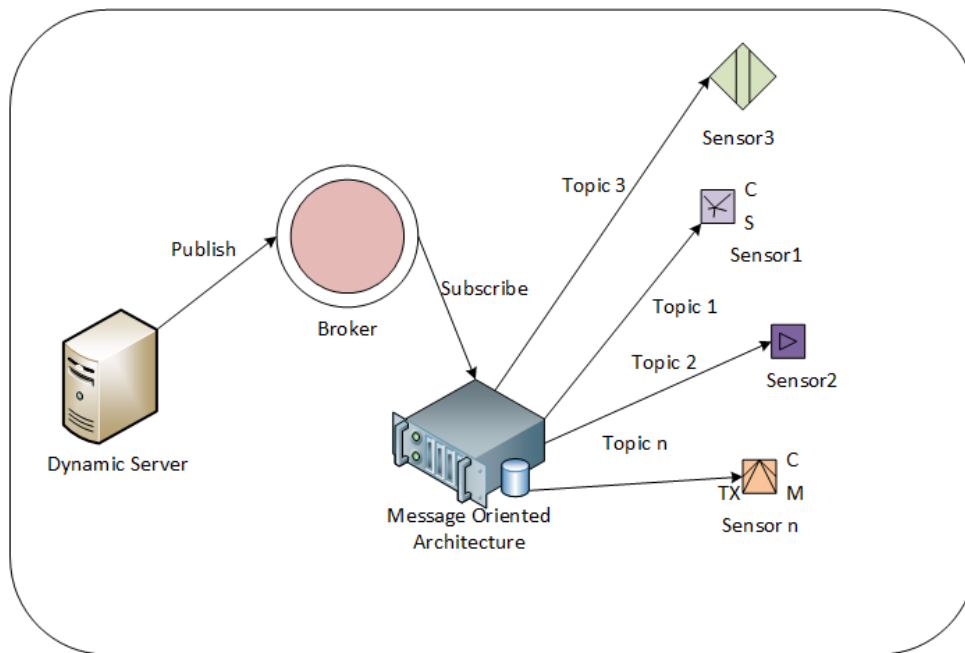 Sensor3
Topic 3
C
S
Sensor1
Publish
Subscribe
Broker
Topic 1
Topic 2
Sensor2
Dynamic Server
Topic n
C
TX
M
Sensor n
Message Oriented
Architecture